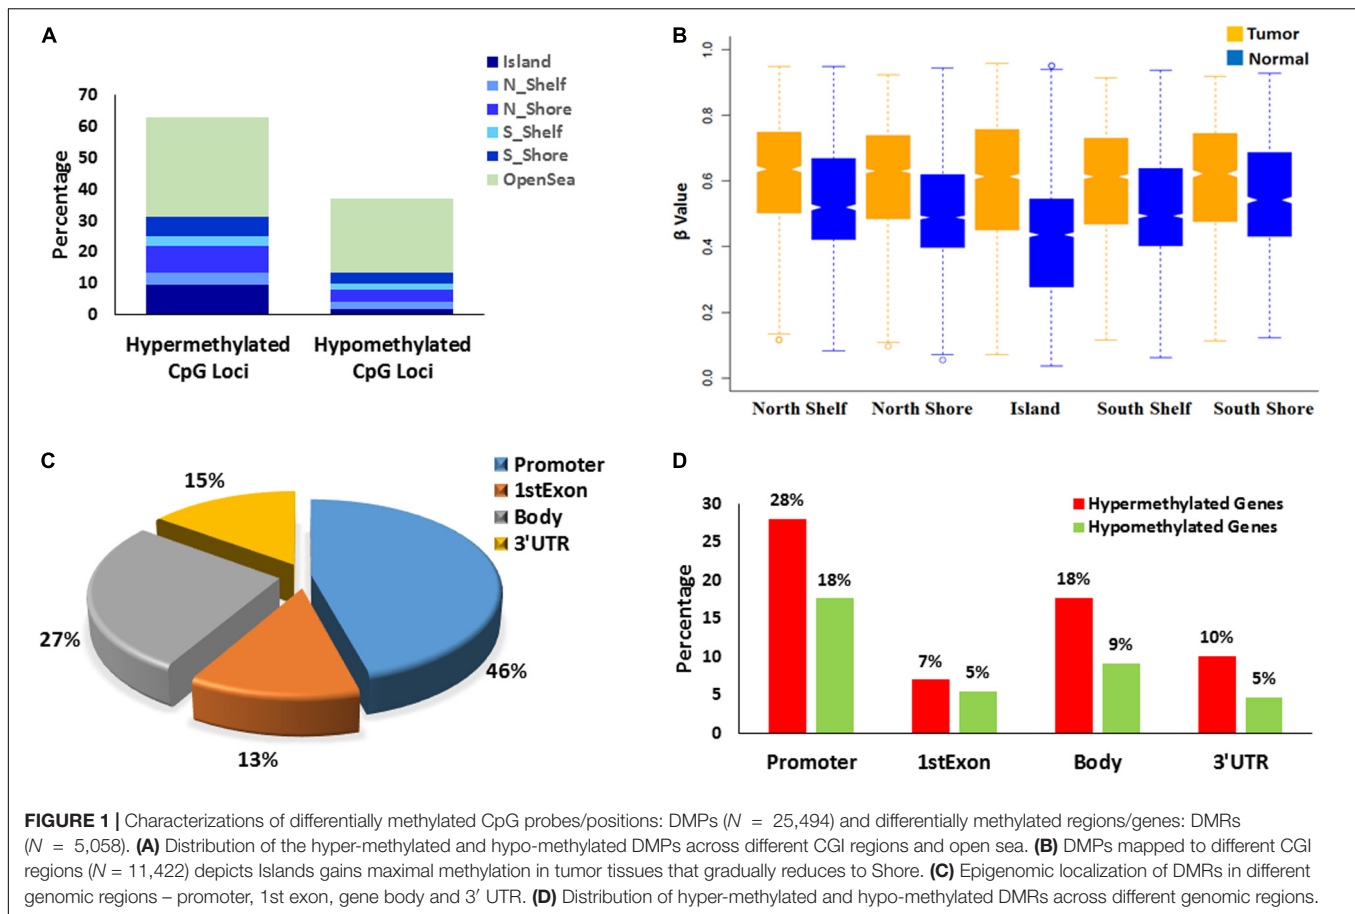 A
Island
N_Shelf
N_Shore
S_Shelf
S_Shore
OpenSea
70
60
50
40
30
20
10
0
Percentage
Hypermethylated
CpG Loci
Hypomethylated
CpG Loci
B
Tumor
Normal
1.0
0.8
0.6
0.4
0.2
0.0
β Value
North Shelf
North Shore
Island
South Shelf
South Shore
C
Promoter
1stExon
Body
3'UTR
15%
27%
46%
13%
D
Hypermethylated Genes
Hypomethylated Genes
30
25
20
15
10
5
0
Percentage
28%
18%
7%
5%
18%
9%
10%
5%
Promoter
1stExon
Body
3'UTR
FIGURE 1 | Characterizations of differentially methylated CpG probes/positions: DMPs (N = 25,494) and differentially methylated regions/genes: DMRs
(N = 5,058). (A) Distribution of the hyper-methylated and hypo-methylated DMPs across different CGI regions and open sea. (B) DMPs mapped to different CGI
regions (N = 11,422) depicts Islands gains maximal methylation in tumor tissues that gradually reduces to Shore. (C) Epigenomic localization of DMRs in different
genomic regions – promoter, 1st exon, gene body and 3′ UTR. (D) Distribution of hyper-methylated and hypo-methylated DMRs across different genomic regions.